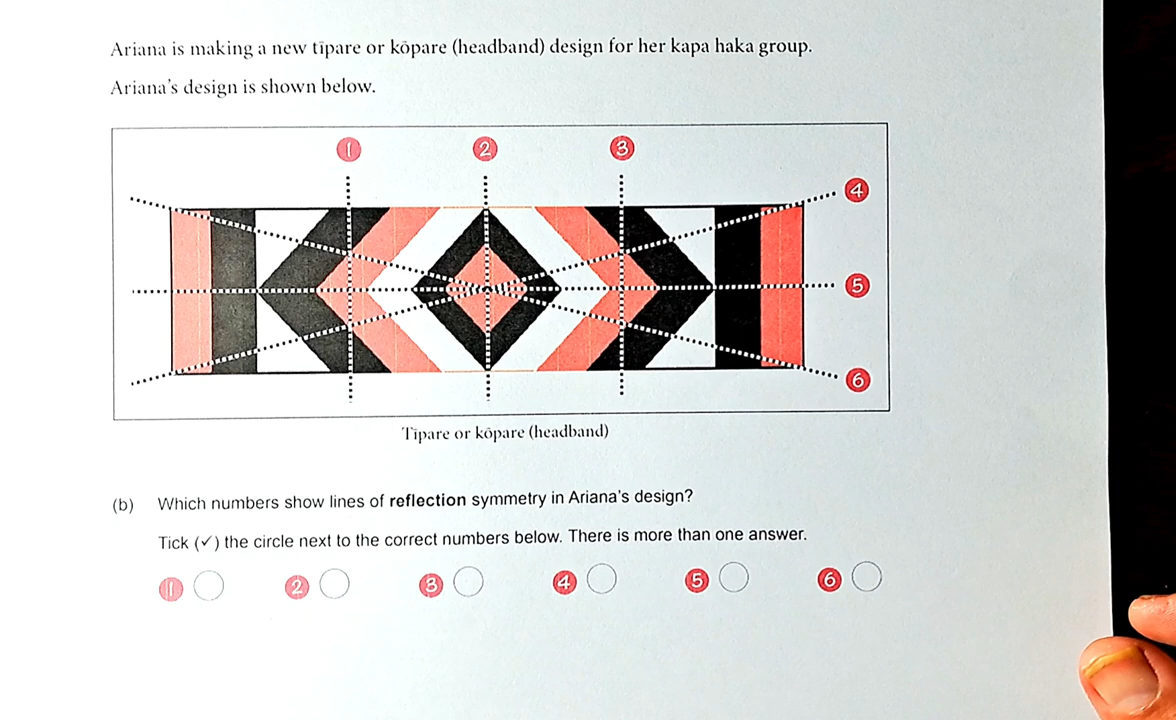 Ariana is making a new tīpare or kōpare (headband) design for her kapa haka group.
Ariana's design is shown below.
1 2 3
4
5
6
Tīpare or kōpare (headband)
(b) Which numbers show lines of reflection symmetry in Ariana's design?
Tick (✓) the circle next to the correct numbers below. There is more than one answer.
1 2 3 4 5 6